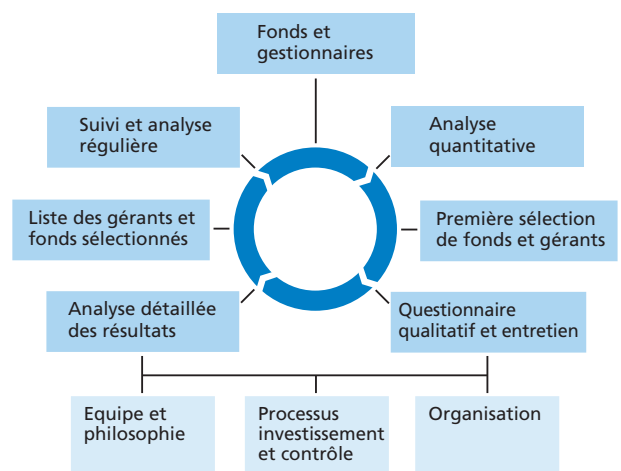 Fonds et
gestionnaires
Suivi et analyse
régulière
Analyse
quantitative
Liste des gérants et
fonds sélectionnés
Première sélection
de fonds et gérants
Analyse détaillée
des résultats
Questionnaire
qualitatif et entretien
Equipe et
philosophie
Processus
investissement
et contrôle
Organisation